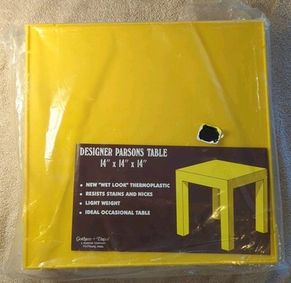 DESIGNER PARSONS TABLE
14" x 14" x 14"
• NEW "WET LOOK" THERMOPLASTIC
• RESISTS STAINS AND NICKS
• LIGHT WEIGHT
• IDEAL OCCASIONAL TABLE